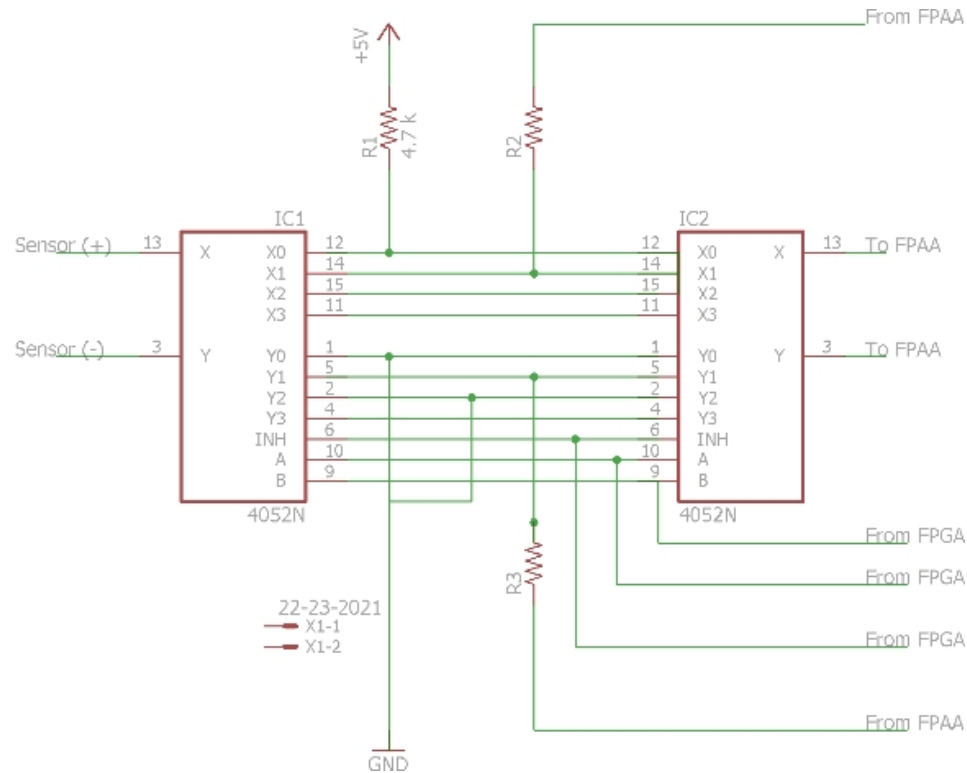 From FPAA
+5V
R1
4.7 k
R2
IC1
IC2
Sensor (+)
13
X
X0
12
12
X0
X
13
To FPAA
X1
14
14
X1
X2
15
15
X2
X3
11
11
X3
Sensor (-)
3
Y
Y0
1
1
Y0
Y
3
To FPAA
Y1
5
5
Y1
Y2
2
2
Y2
Y3
4
4
Y3
INH
6
6
INH
A
10
10
A
B
9
9
B
4052N
4052N
From FPGA
R3
From FPGA
22-23-2021
X1-1
From FPGA
X1-2
From FPAA
GND